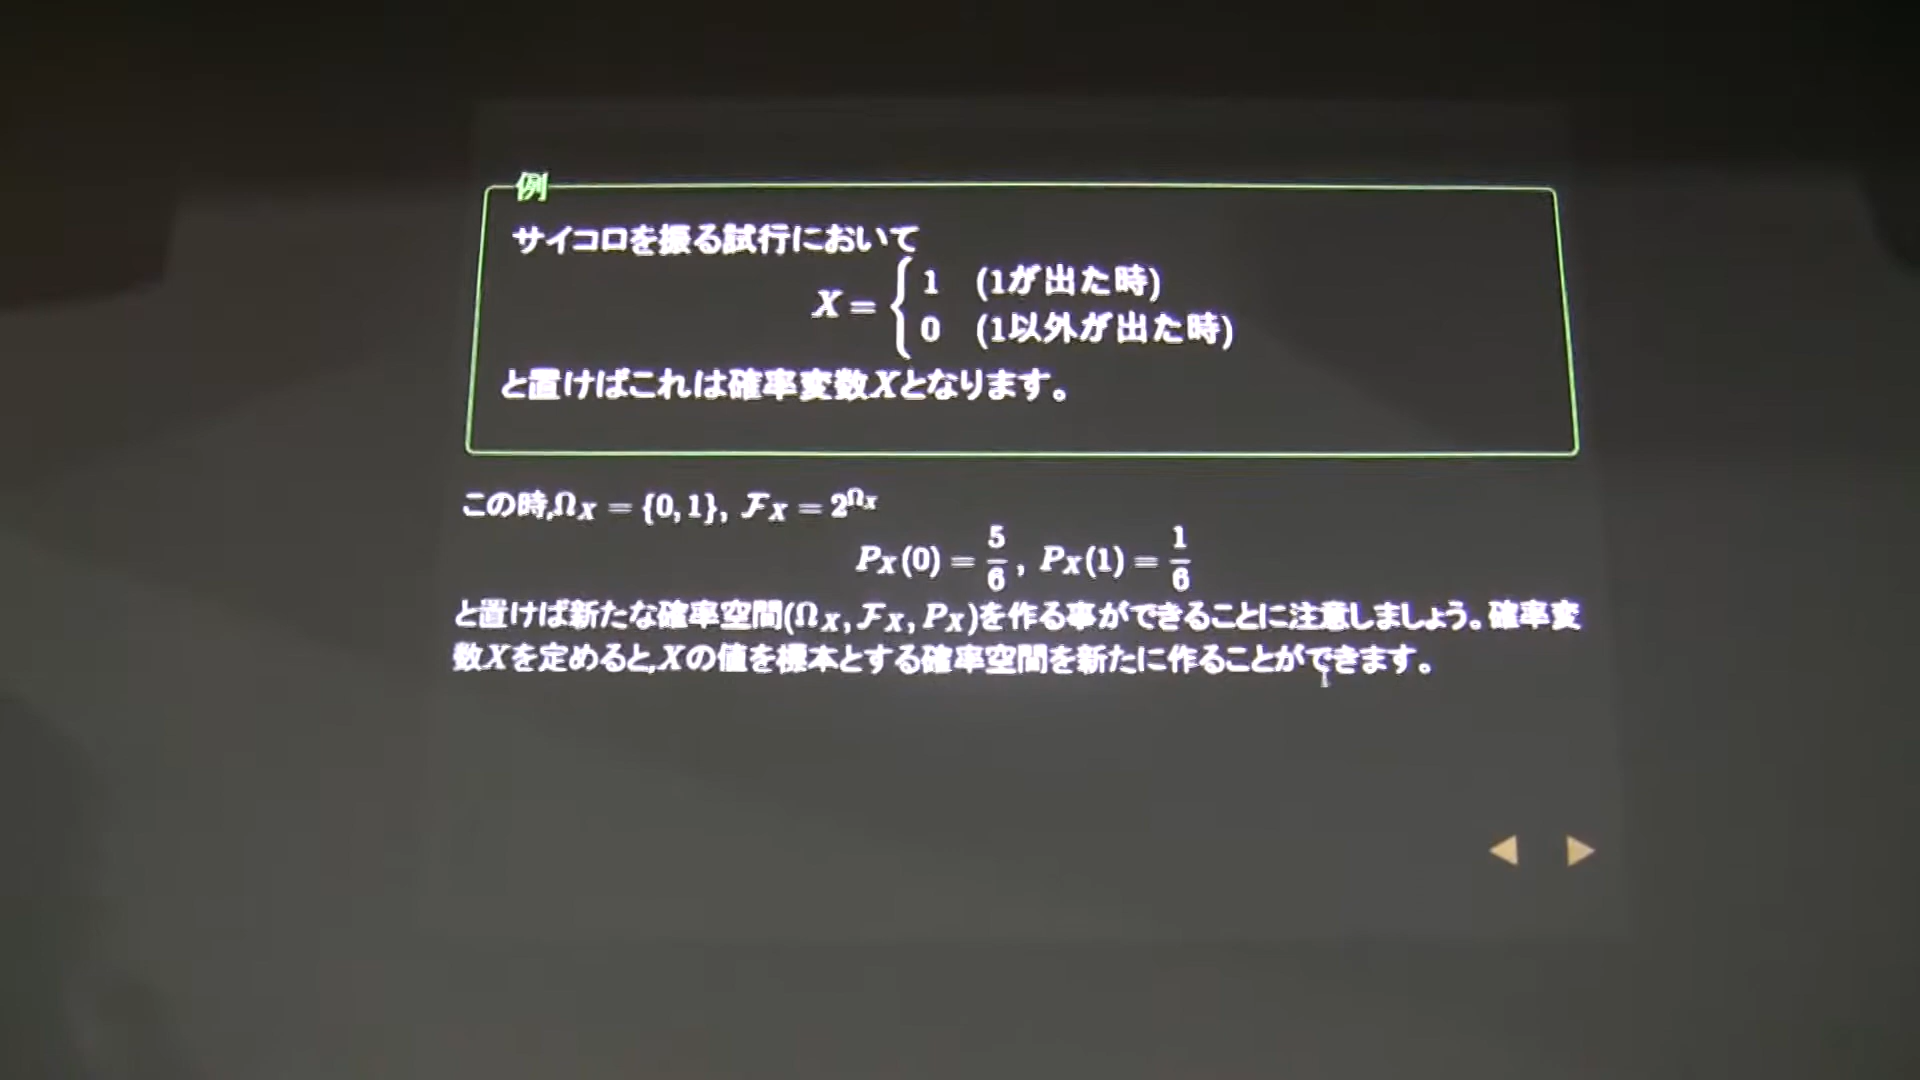 例
サイコロを振る試行において
X = { 1 (1が出た時)
0 (1以外が出た時)
と置けばこれは確率変数Xとなります。
この時,Ω_X = {0, 1}, ℱ_X = 2^{Ω_X}
P_X(0) = 5/6 , P_X(1) = 1/6
と置けば新たな確率空間(Ω_X, ℱ_X, P_X)を作る事ができることに注意しましょう。確率変
数Xを定めると,Xの値を標本とする確率空間を新たに作ることができます。